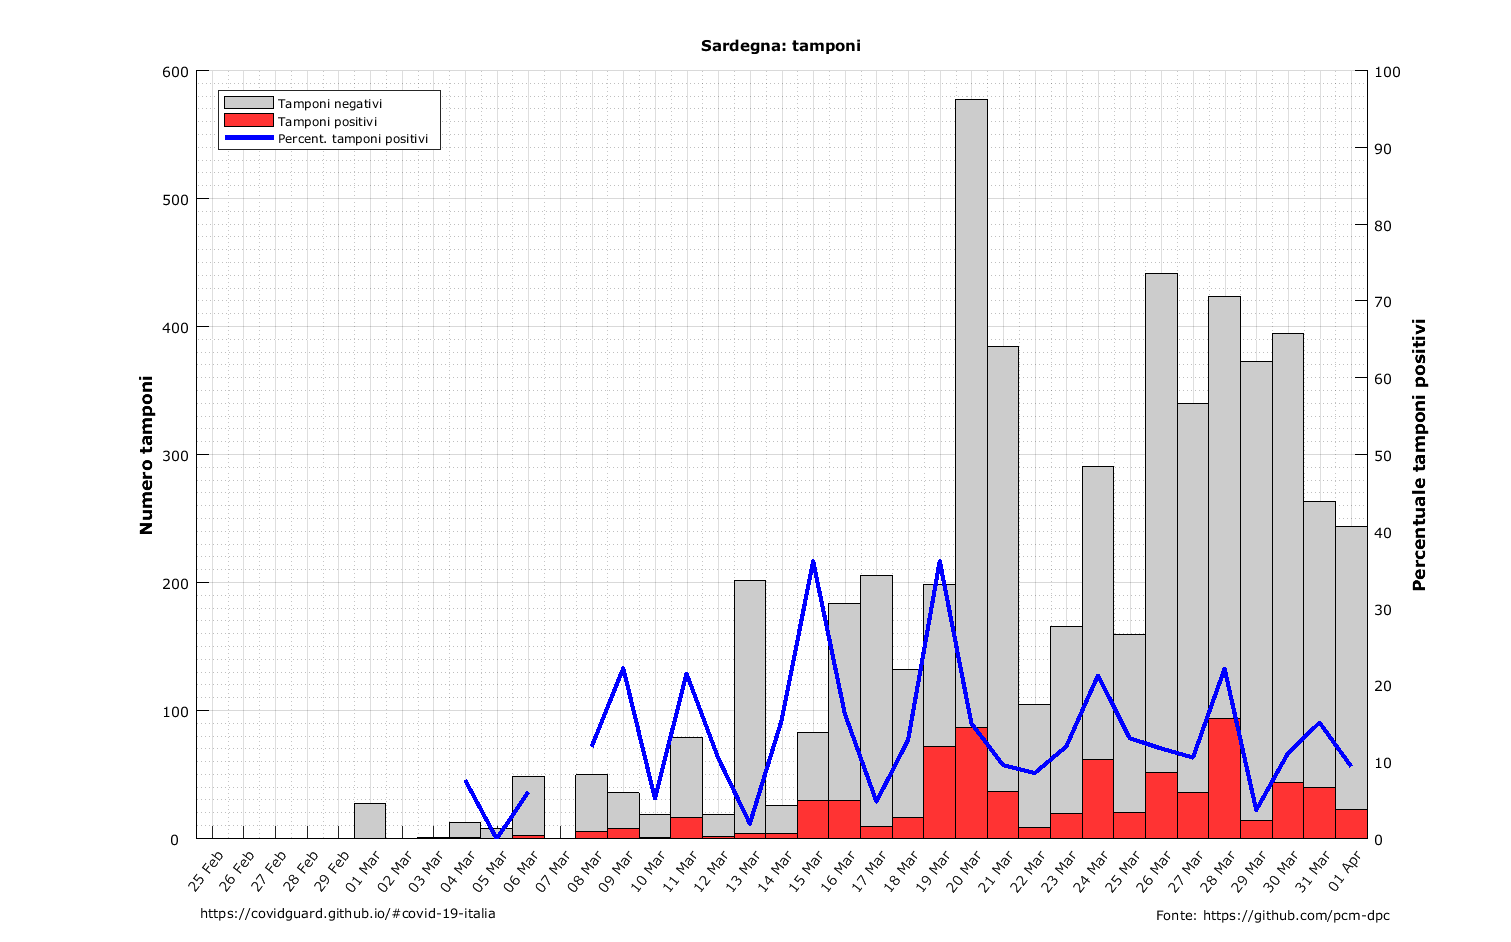 Sardegna: tamponi
Tamponi negativi
Tamponi positivi
Percent. tamponi positivi
Numero tamponi
600
500
400
300
200
100
0
100
90
80
70
60
50
40
30
20
10
0
Percentuale tamponi positivi
25 Feb
26 Feb
27 Feb
28 Feb
29 Feb
01 Mar
02 Mar
03 Mar
04 Mar
05 Mar
06 Mar
07 Mar
08 Mar
09 Mar
10 Mar
11 Mar
12 Mar
13 Mar
14 Mar
15 Mar
16 Mar
17 Mar
18 Mar
19 Mar
20 Mar
21 Mar
22 Mar
23 Mar
24 Mar
25 Mar
26 Mar
27 Mar
28 Mar
29 Mar
30 Mar
31 Mar
01 Apr
https://covidguard.github.io/#covid-19-italia
Fonte: https://github.com/pcm-dpc